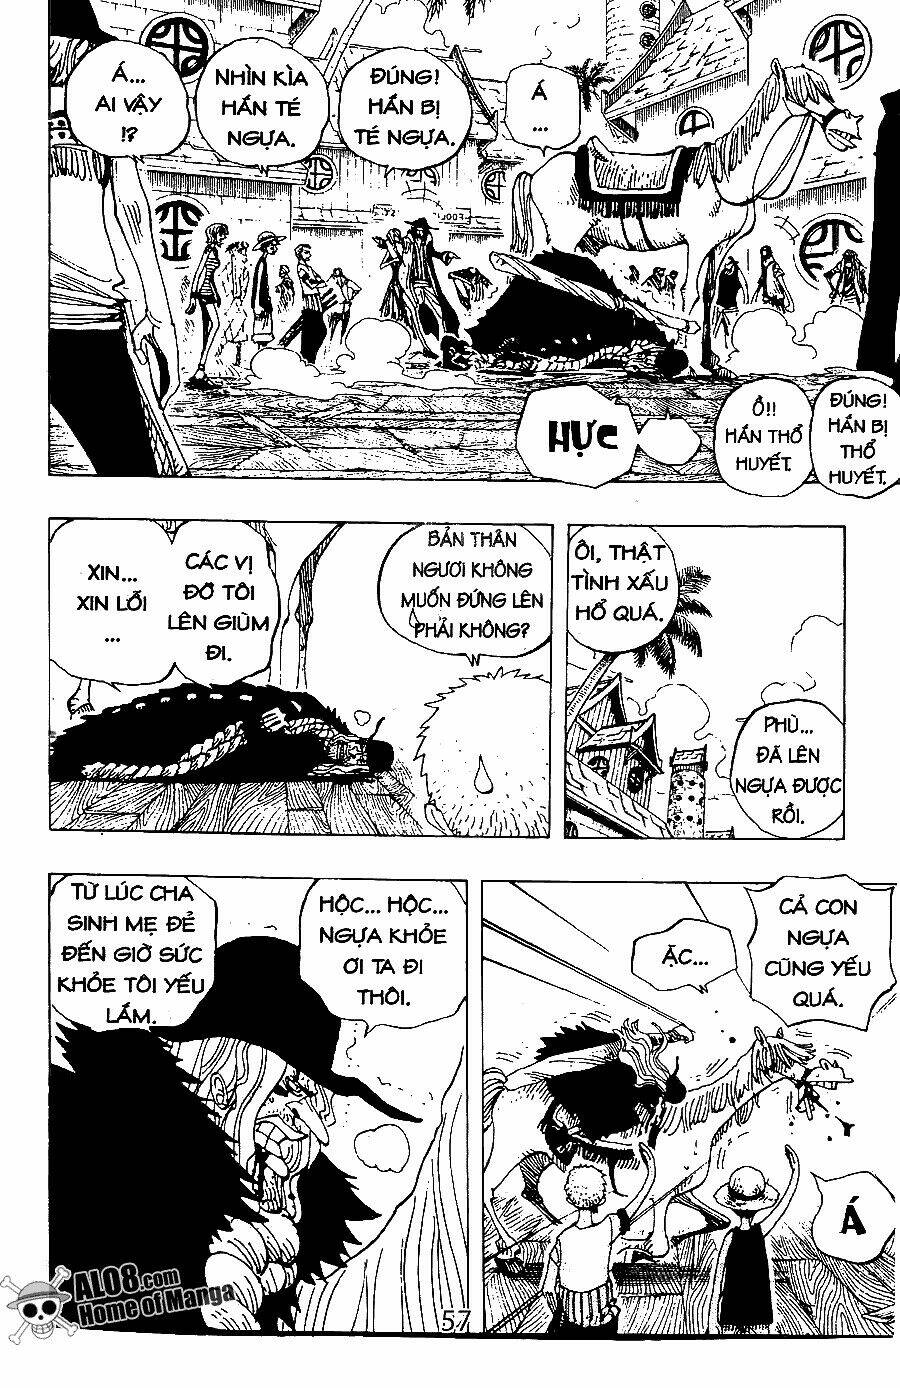 Á...
AI VẬY
!?
NHÌN KÌA
HẮN TÉ
NGỰA.
ĐÚNG!
HẮN BỊ
TÉ NGỰA.
Á
...
HỰC
Ồ!!
HẮN THỔ
HUYẾT.
ĐÚNG!
HẮN BỊ
THỔ
HUYẾT.
XIN...
XIN LỖI
...
CÁC VỊ
ĐỠ TÔI
LÊN GIÙM
ĐI.
BẢN THÂN
NGƯƠI KHÔNG
MUỐN ĐỨNG LÊN
PHẢI KHÔNG?
ÔI, THẬT
TÌNH XẤU
HỔ QUÁ.
PHÙ...
ĐÃ LÊN
NGỰA ĐƯỢC
RỒI.
TỪ LÚC CHA
SINH MẸ ĐẺ
ĐẾN GIỜ SỨC
KHỎE TÔI YẾU
LẮM.
HỘC... HỘC...
NGỰA KHỎE
ƠI TA ĐI
THÔI.
ẶC...
CẢ CON
NGỰA
CŨNG YẾU
QUÁ.
Á
ALO8.com
Home of Manga
57